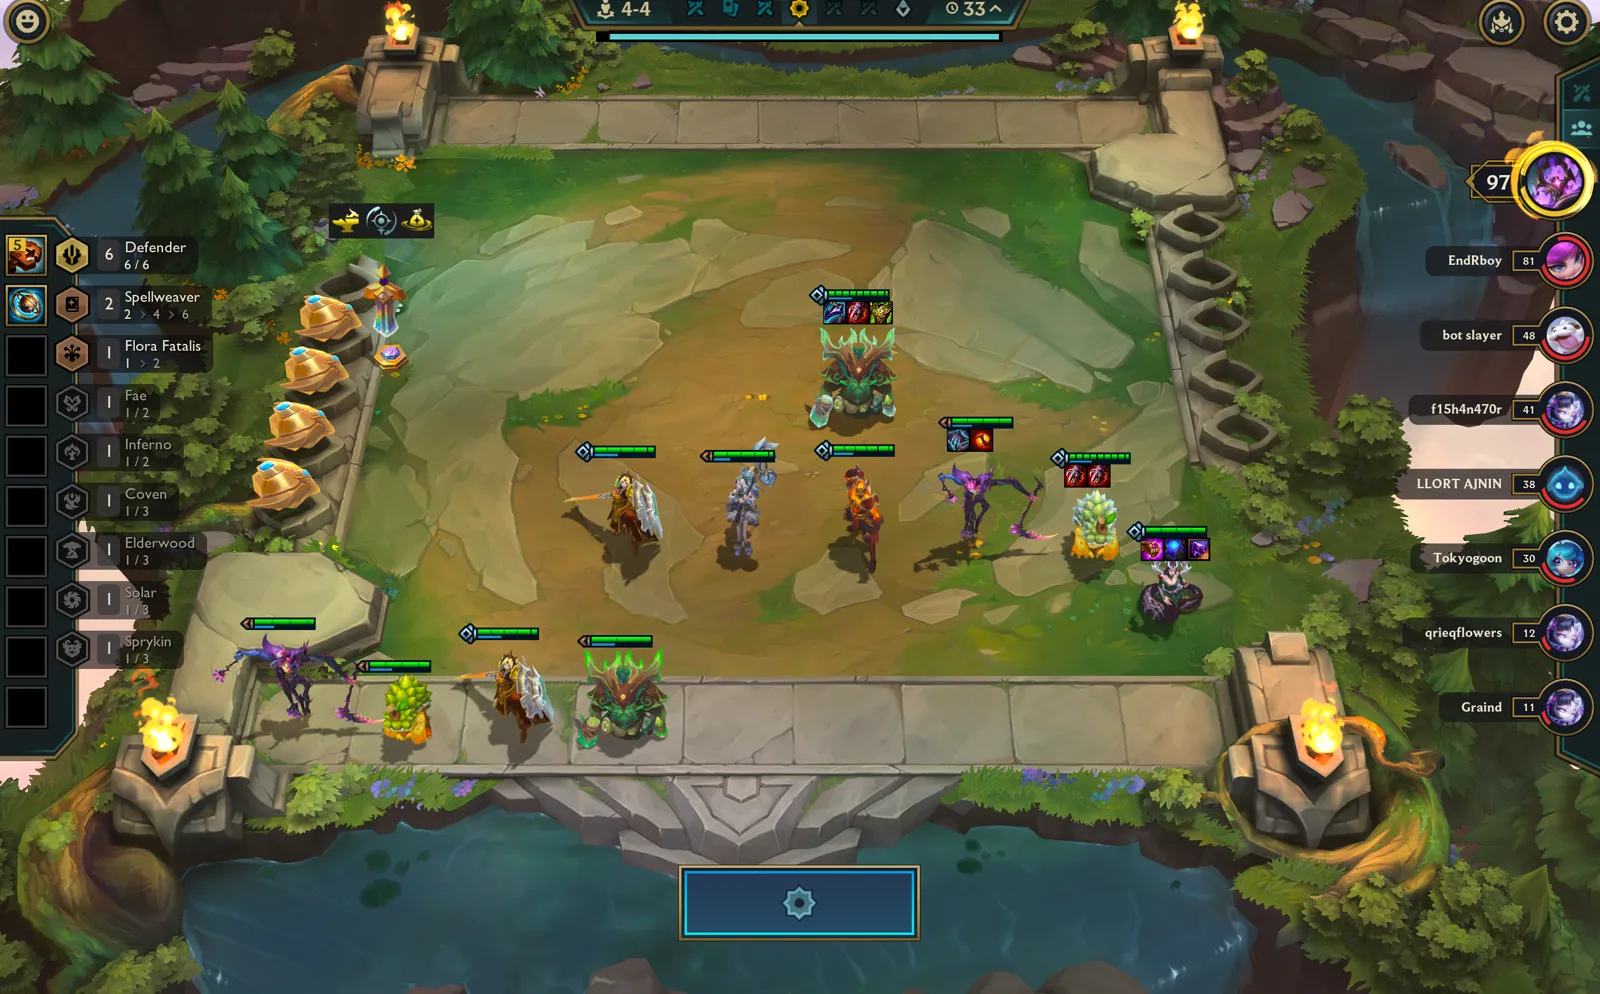 4-4
33
97
5
6 Defender
6 / 6
2 Spellweaver
2 > 4 > 6
1 Flora Fatalis
1 > 2
1 Fae
1 / 2
1 Inferno
1 / 2
1 Coven
1 / 3
1 Elderwood
1 / 3
1 Solar
1 / 3
1 Sprykin
1 / 3
EndRboy 81
bot slayer 48
f15h4n470r 41
LLORT AJNIN 38
Tokyogoon 30
qrieqflowers 12
Graind 11